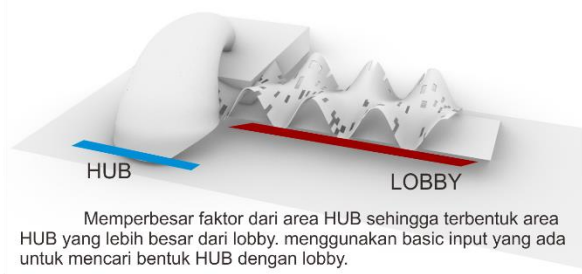 HUB
LOBBY
Memperbesar faktor dari area HUB sehingga terbentuk area
HUB yang lebih besar dari lobby. menggunakan basic input yang ada
untuk mencari bentuk HUB dengan lobby.